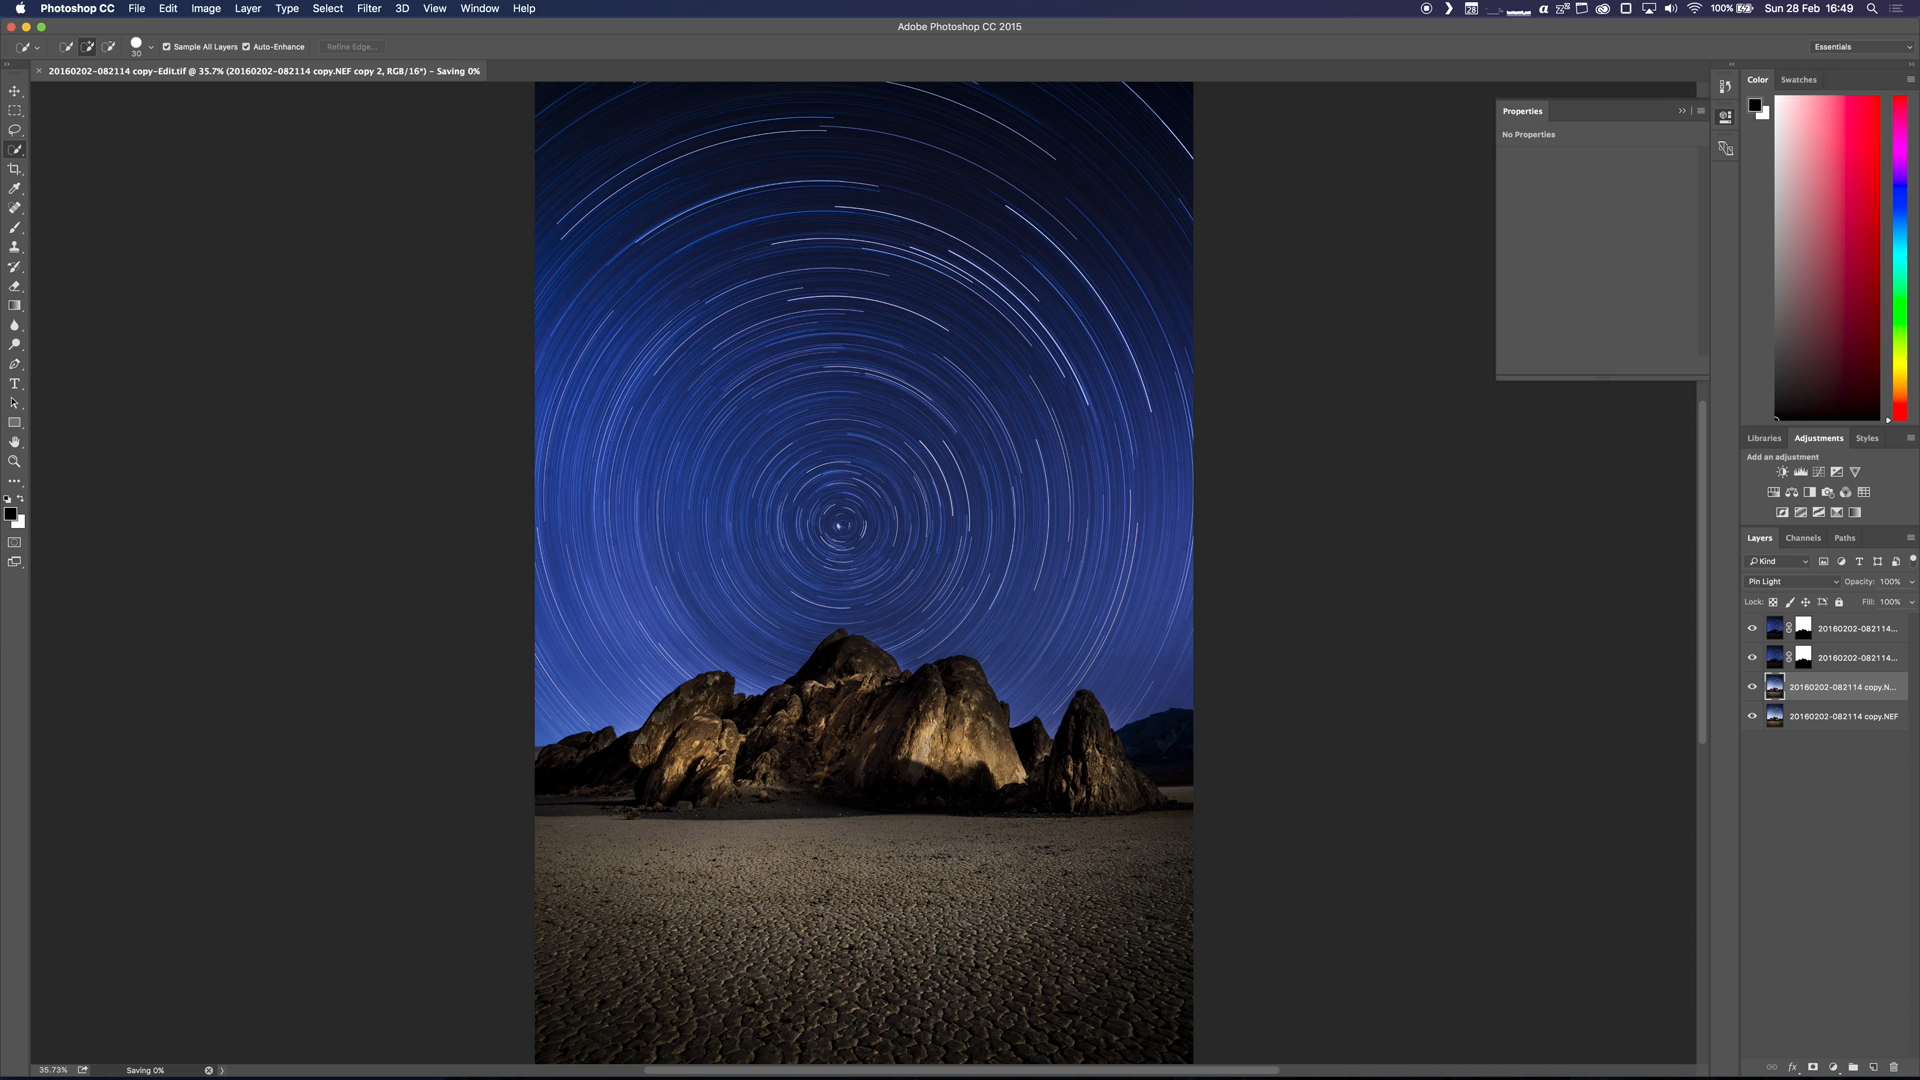 Photoshop CC File Edit Image Layer Type Select Filter 3D View Window Help
28 100% Sun 28 Feb 16:49
Adobe Photoshop CC 2015
30 Sample All Layers Auto-Enhance Refine Edge... Essentials
20160202-082114 copy-Edit.tif @ 35.7% (20160202-082114 copy.NEF copy 2, RGB/16*) – Saving 0%
Color Swatches
Properties
No Properties
Libraries Adjustments Styles
Add an adjustment
Layers Channels Paths
Kind
Pin Light Opacity: 100%
Lock: Fill: 100%
20160202-082114...
20160202-082114...
20160202-082114 copy.N...
20160202-082114 copy.NEF
fx
35.73% Saving 0%